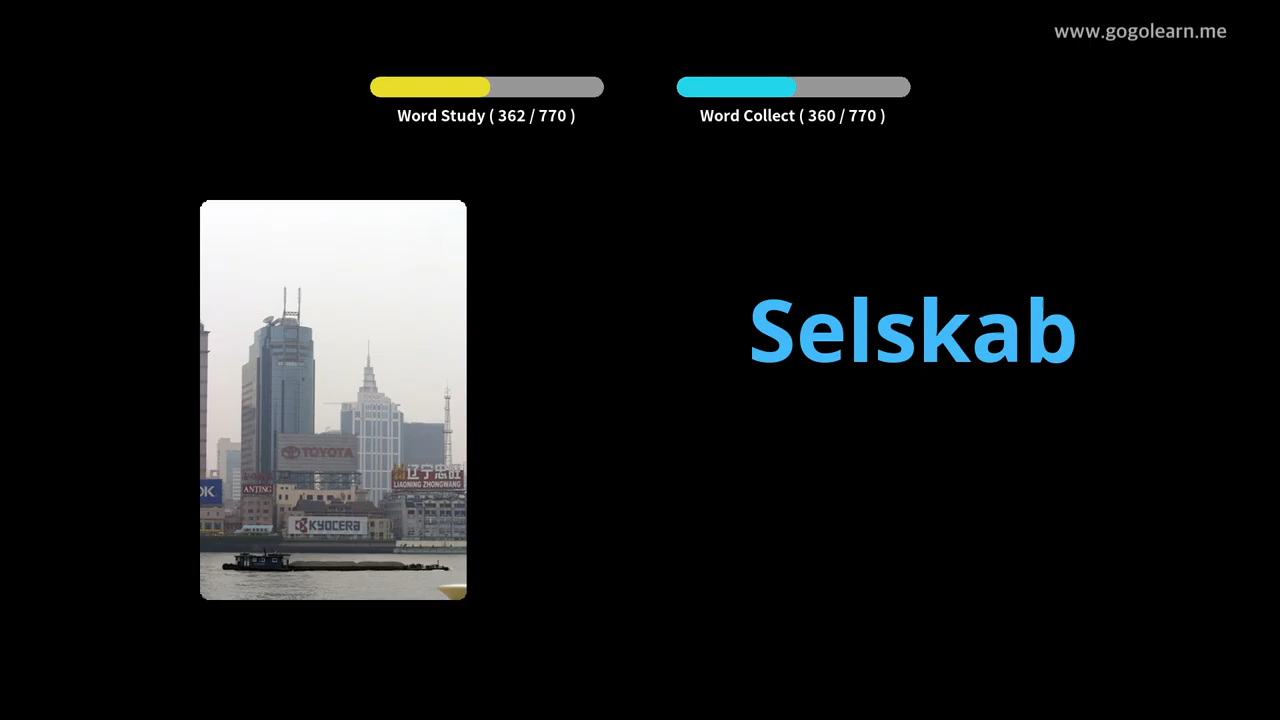 www.gogolearn.me
Word Study ( 362 / 770 )
Word Collect ( 360 / 770 )
Selskab
TOYOTA
辽宁忠旺
LIAONING ZHONGWANG
OK
ANTING
KYOCERA